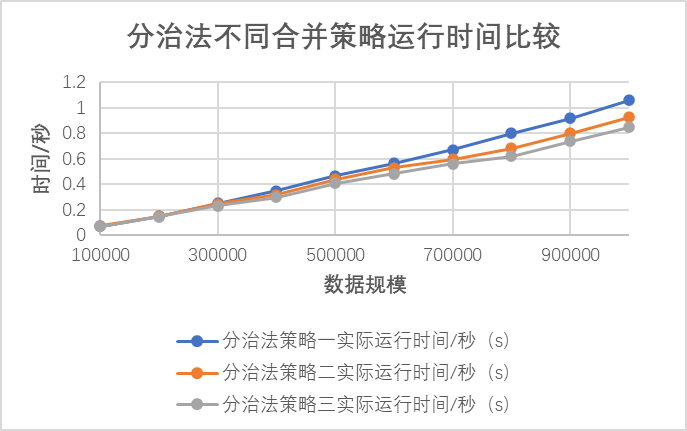 分治法不同合并策略运行时间比较
1.2
1
0.8
0.6
0.4
0.2
0
时间/秒
100000 300000 500000 700000 900000
数据规模
分治法策略一实际运行时间/秒（s）
分治法策略二实际运行时间/秒（s）
分治法策略三实际运行时间/秒（s）